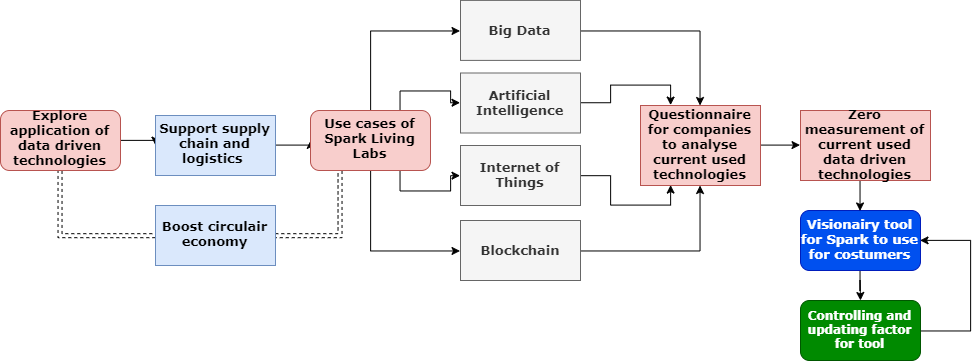 Explore
application of
data driven
technologies
Support supply
chain and
logistics
Boost circulair
economy
Use cases of
Spark Living
Labs
Big Data
Artificial
Intelligence
Internet of
Things
Blockchain
Questionnaire
for companies
to analyse
current used
technologies
Zero
measurement of
current used
data driven
technologies
Visionairy tool
for Spark to use
for costumers
Controlling and
updating factor
for tool